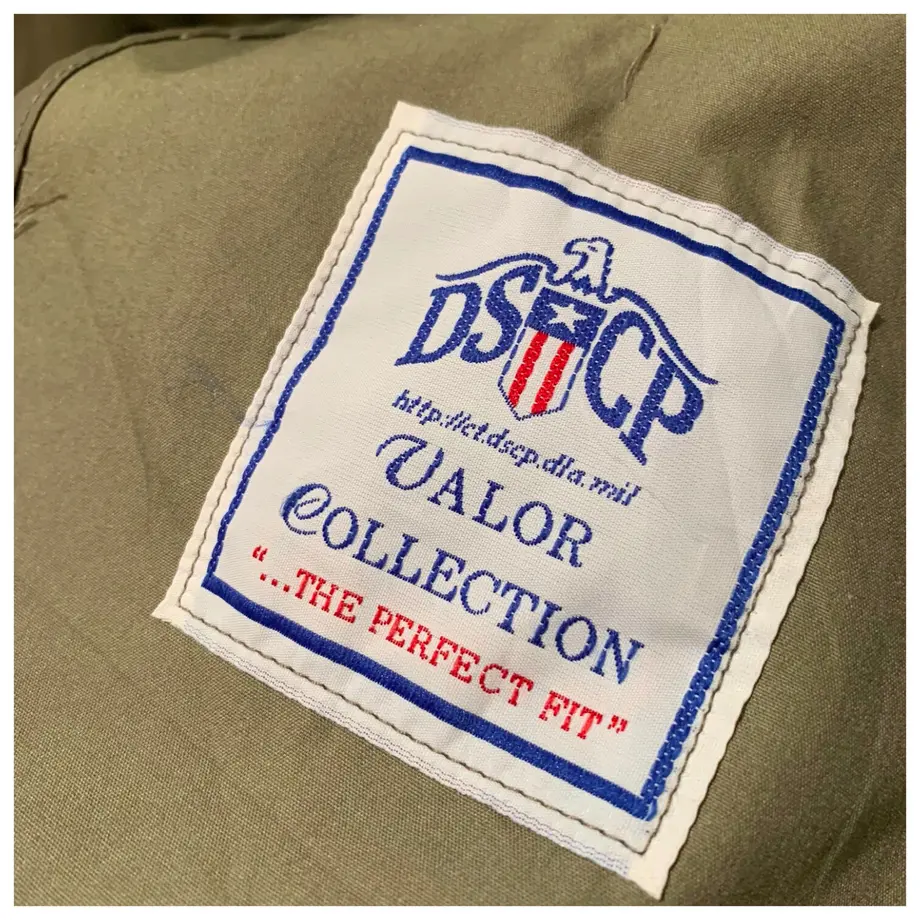 DSCP
http://ct.dscp.dla.mil
VALOR
COLLECTION
"...THE PERFECT FIT"